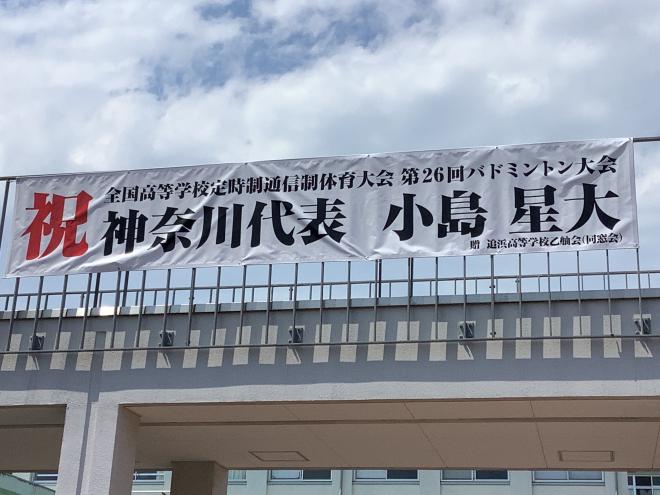 祝
全国高等学校定時制通信制体育大会 第26回バドミントン大会
神奈川代表 小島 星大
贈 追浜高等学校乙舳会(同窓会)